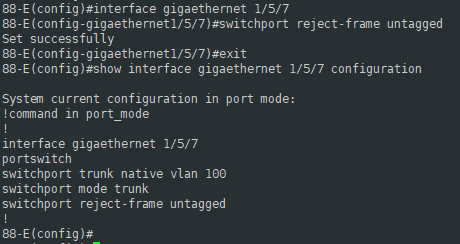 88-E(config)#interface gigaethernet 1/5/7
88-E(config-gigaethernet1/5/7)#switchport reject-frame untagged
Set successfully
88-E(config-gigaethernet1/5/7)#exit
88-E(config)#show interface gigaethernet 1/5/7 configuration
System current configuration in port mode:
!command in port_mode
!
interface gigaethernet 1/5/7
portswitch
switchport trunk native vlan 100
switchport mode trunk
switchport reject-frame untagged
!
88-E(config)#